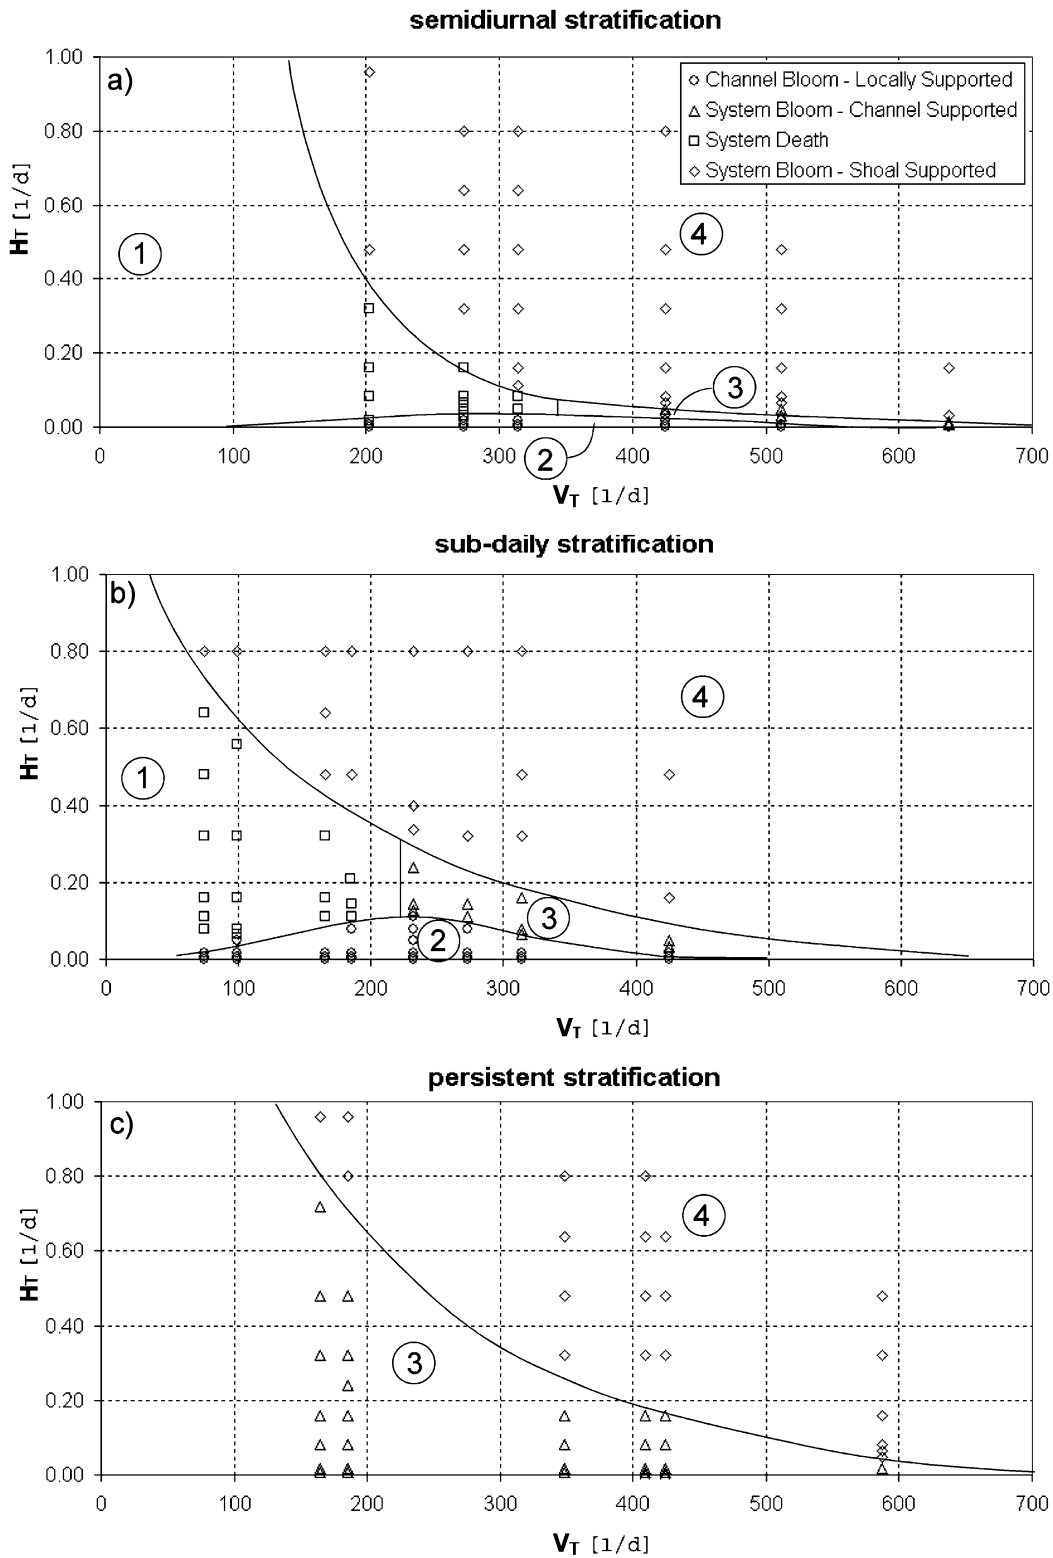 semidiurnal stratification
a)
Channel Bloom - Locally Supported
System Bloom - Channel Supported
System Death
System Bloom - Shoal Supported
1.00
0.80
0.60
0.40
0.20
0.00
HT [1/d]
1
4
3
2
0 100 200 300 400 500 600 700
VT [1/d]
sub-daily stratification
b)
1.00
0.80
0.60
0.40
0.20
0.00
HT [1/d]
4
1
3
2
0 100 200 300 400 500 600 700
VT [1/d]
persistent stratification
c)
1.00
0.80
0.60
0.40
0.20
0.00
HT [1/d]
4
3
0 100 200 300 400 500 600 700
VT [1/d]